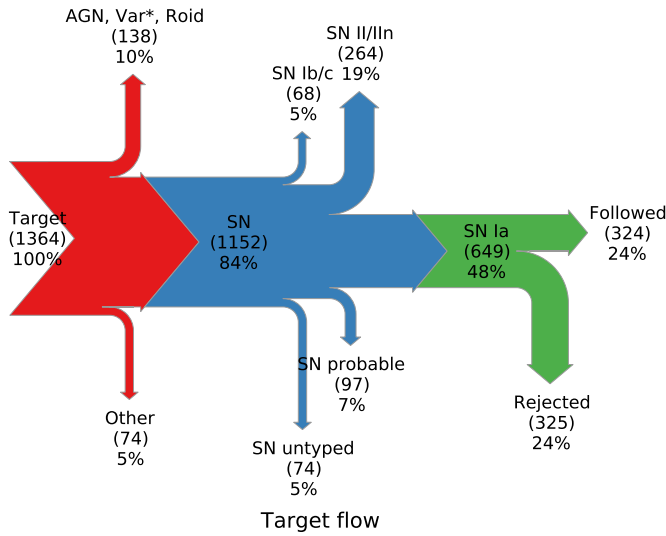 AGN, Var*, Roid
(138)
10%
SN II/IIn
(264)
19%
SN Ib/c
(68)
5%
Target
(1364)
100%
SN
(1152)
84%
SN Ia
(649)
48%
Followed
(324)
24%
Other
(74)
5%
SN probable
(97)
7%
SN untyped
(74)
5%
Rejected
(325)
24%
Target flow